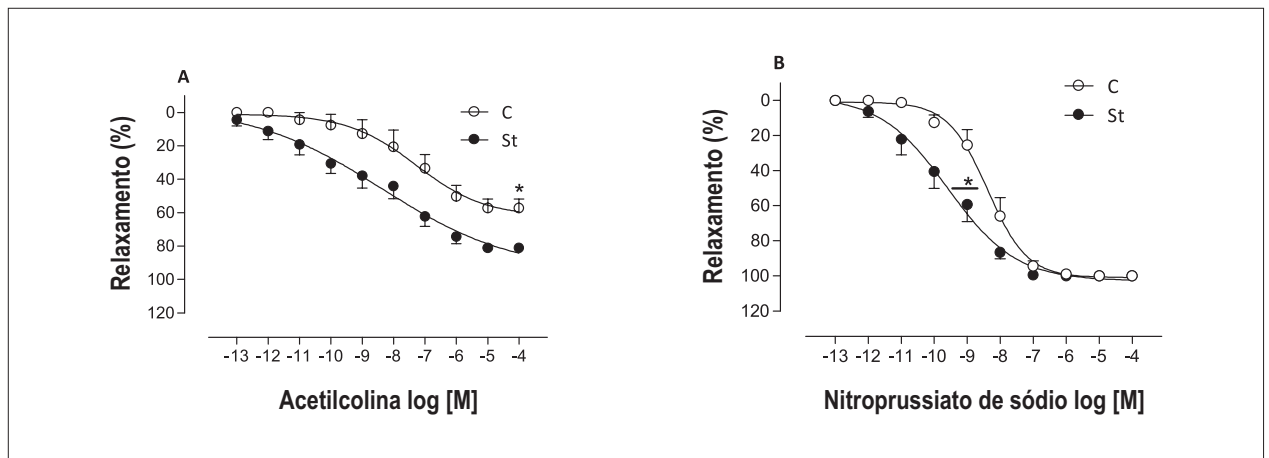 A
Relaxamento (%)
0
20
40
60
80
100
120
C
St
*
-13 -12 -11 -10 -9 -8 -7 -6 -5 -4
Acetilcolina log [M]
B
Relaxamento (%)
0
20
40
60
80
100
120
C
St
*
-13 -12 -11 -10 -9 -8 -7 -6 -5 -4
Nitroprussiato de sódio log [M]